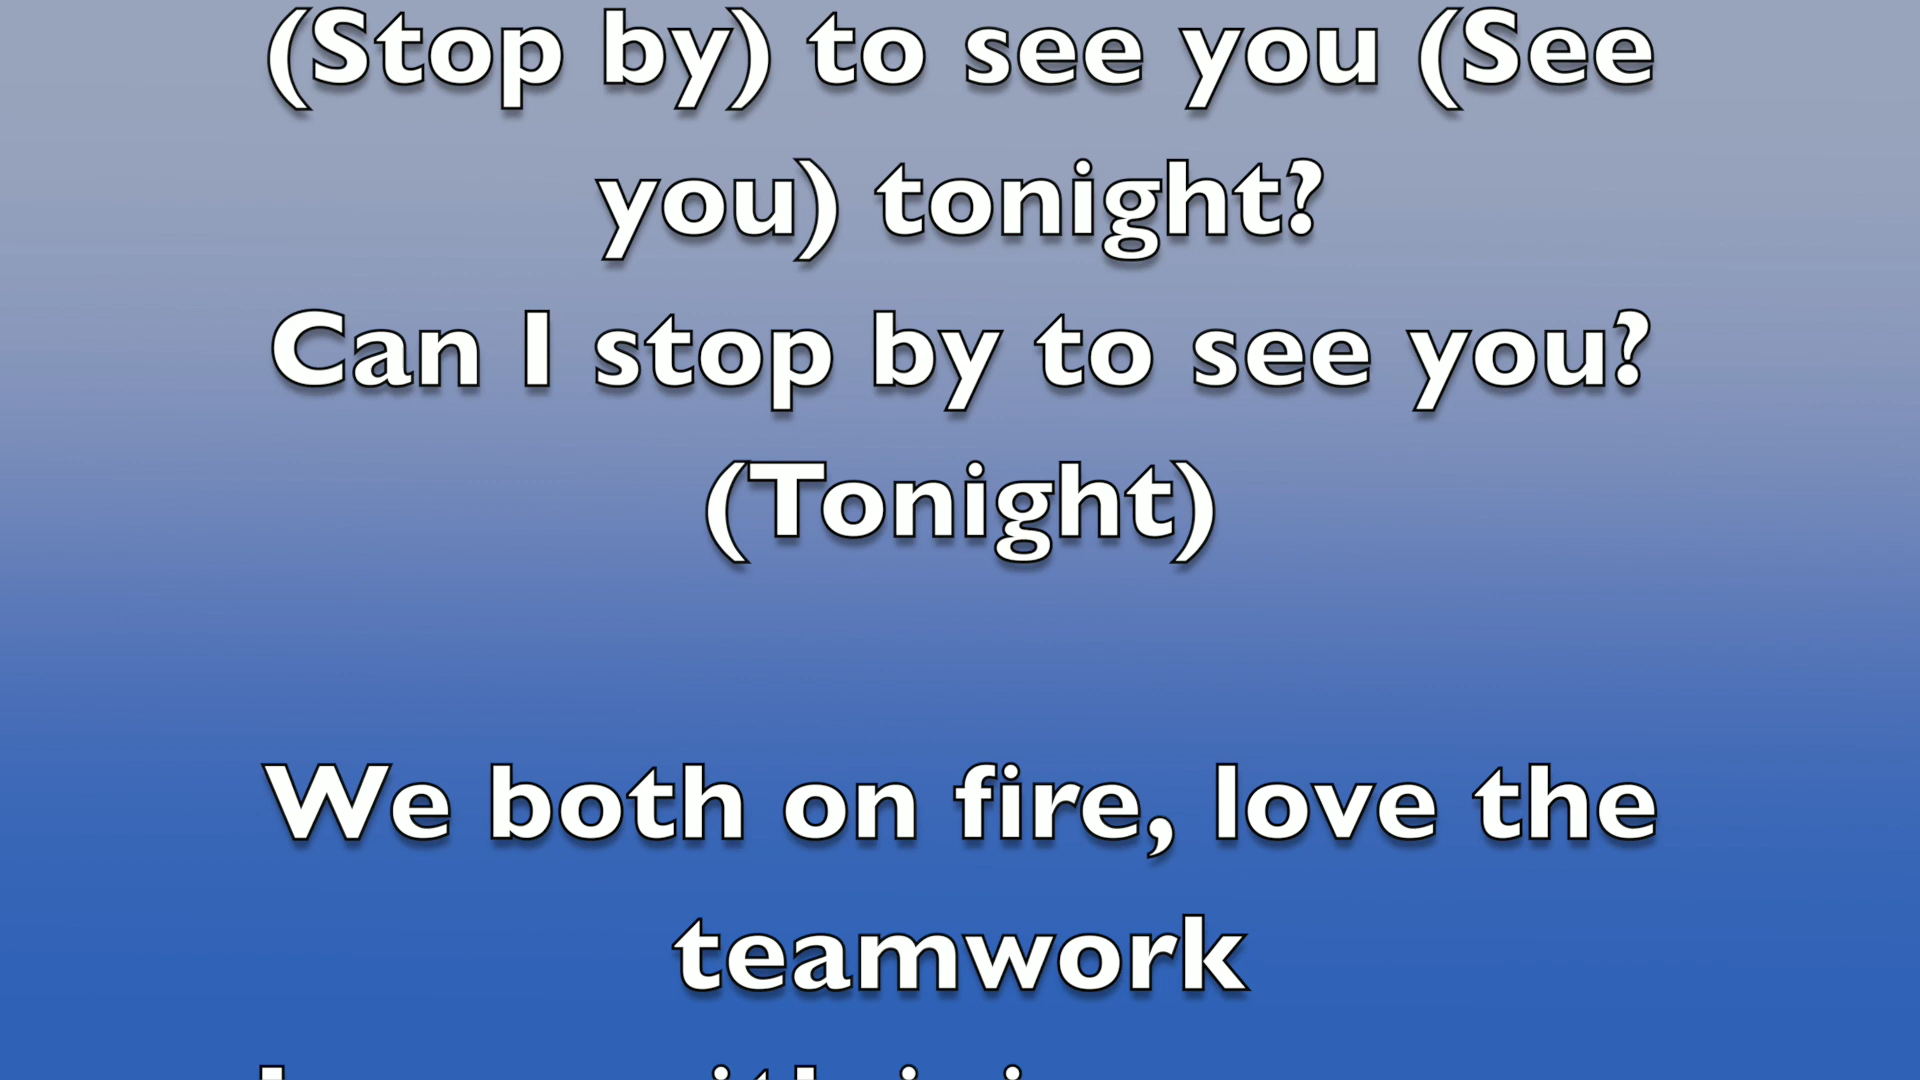 (Stop by) to see you (See
you) tonight?
Can I stop by to see you?
(Tonight)
We both on fire, love the
teamwork